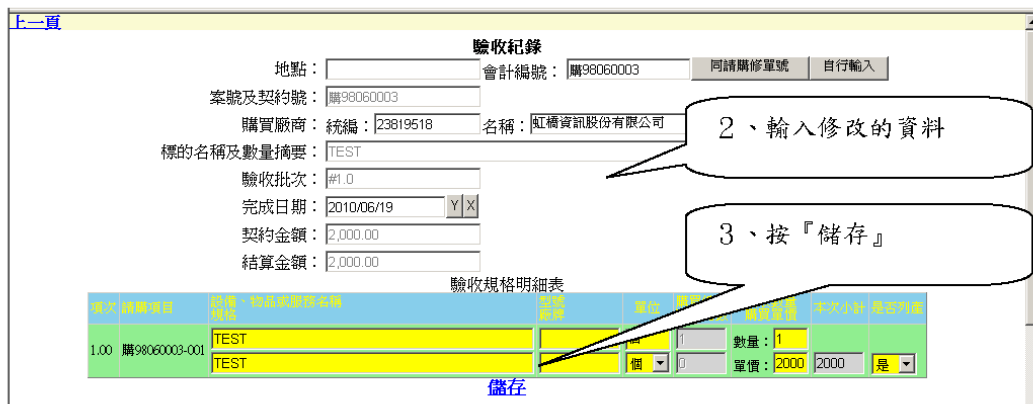 上一頁
驗收紀錄
地點： 會計編號： 購98060003 同請購修單號 自行輸入
案號及契約號： 購98060003
購買廠商： 統編： 23819518 名稱： 虹橋資訊股份有限公司
標的名稱及數量摘要： TEST
驗收批次： #1.0
完成日期： 2010/06/19 Y X
契約金額： 2,000.00
結算金額： 2,000.00
2、輸入修改的資料
3、按『儲存』
驗收規格明細表
項次 請購項目 設備、物品或服務名稱 型號 單位 本次小計 是否列產
規格 廠牌 購買單價
1.00 購98060003-001 TEST 1 數量： 1
TEST 個 0 單價： 2000 2000 是
儲存